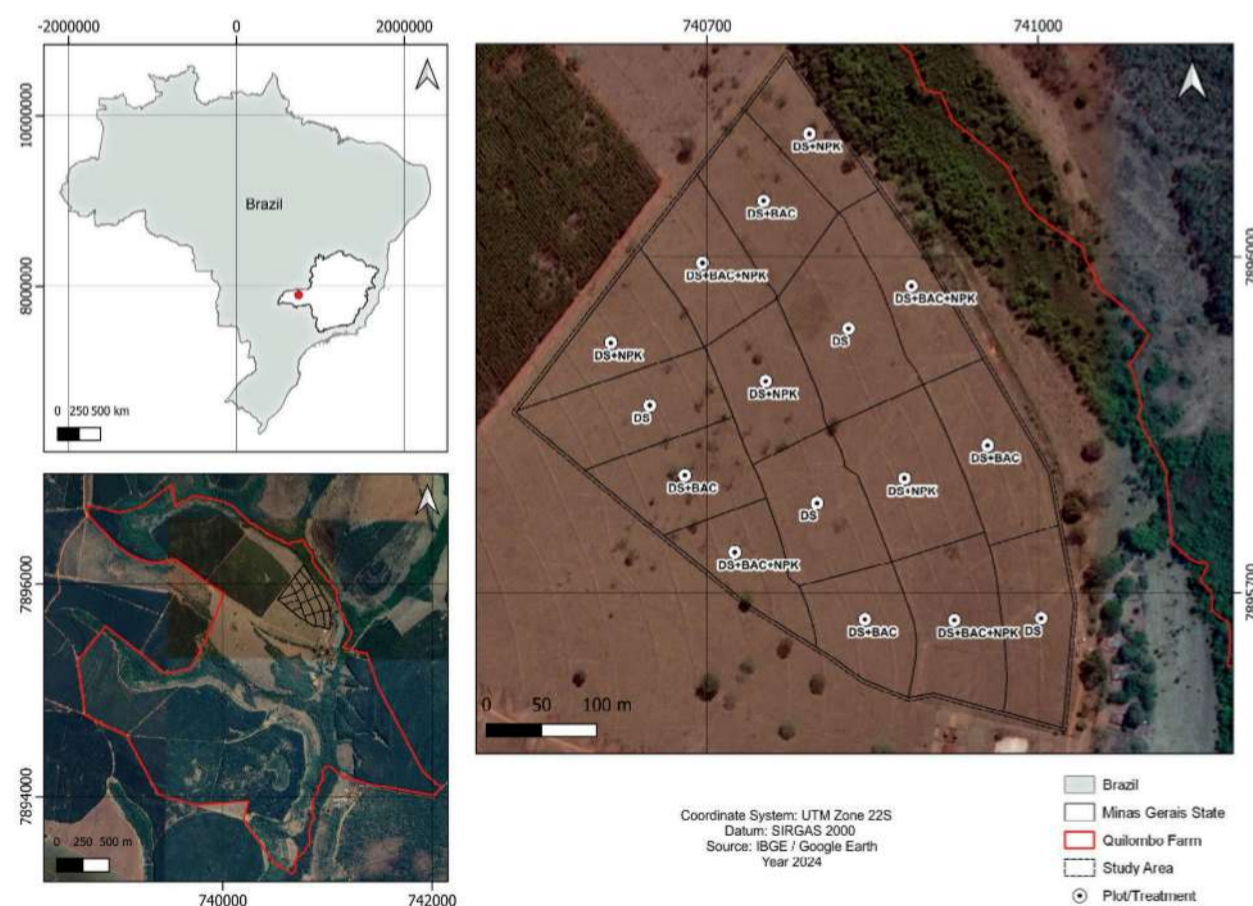 -2000000
0
2000000
10000000
8000000
Brazil
0 250 500 km
7896000
7894000
0 250 500 m
740000
742000
740700
741000
7896000
7895700
DS+NPK
DS+BAC
DS+BAC+NPK
DS+BAC+NPK
DS
DS+NPK
DS+NPK
DS
DS+BAC
DS+BAC
DS+NPK
DS
DS+BAC+NPK
DS+BAC
DS+BAC+NPK
DS
0 50 100 m
Coordinate System: UTM Zone 22S
Datum: SIRGAS 2000
Source: IBGE / Google Earth
Year 2024
Brazil
Minas Gerais State
Quilombo Farm
Study Area
Plot/Treatment